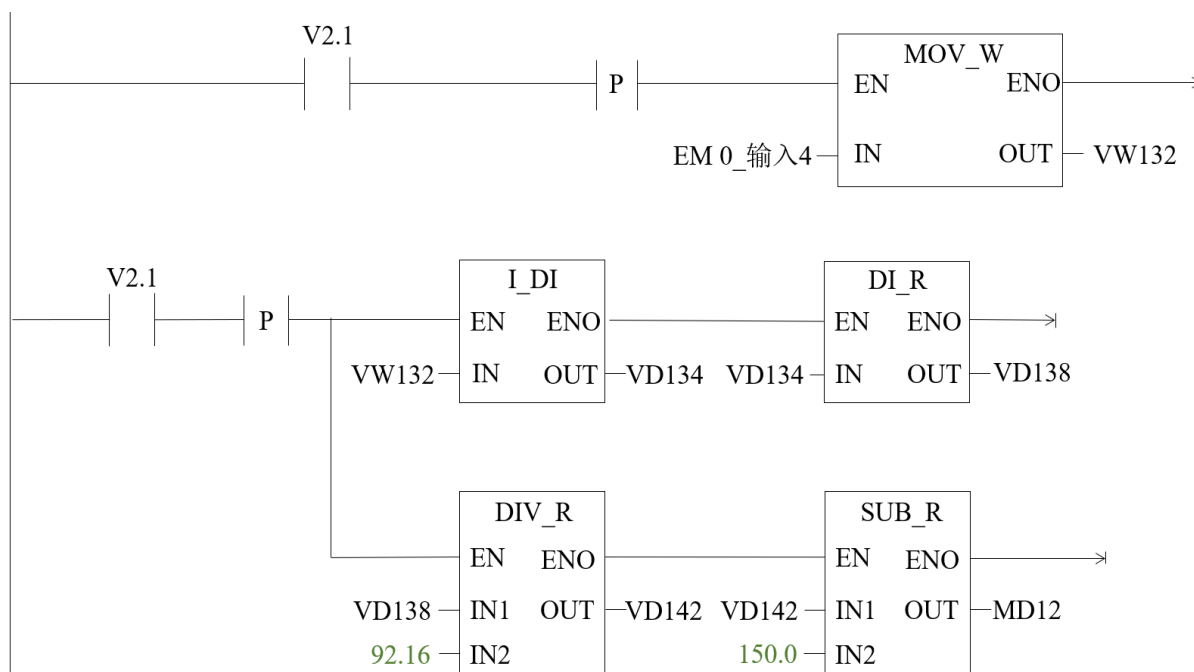 V2.1
P
MOV_W
EN ENO
EM 0_输入4 IN OUT VW132
V2.1
P
I_DI
EN ENO
VW132 IN OUT VD134
DI_R
EN ENO
VD134 IN OUT VD138
DIV_R
EN ENO
VD138 IN1 OUT VD142
92.16 IN2
SUB_R
EN ENO
VD142 IN1 OUT MD12
150.0 IN2